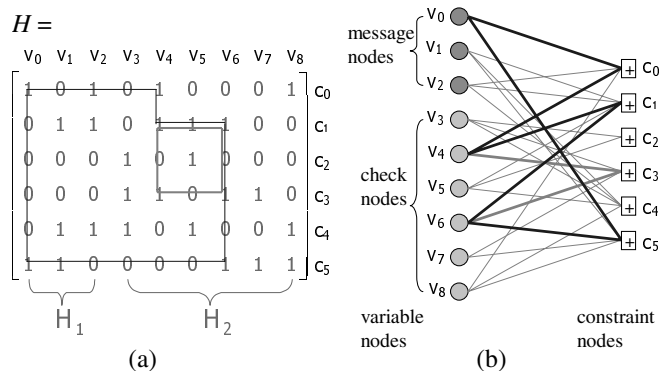 H =
V0 V1 V2 V3 V4 V5 V6 V7 V8
1 0 1 0 1 0 0 0 1 C0
0 1 1 0 1 1 1 0 0 C1
0 0 0 1 0 1 0 0 0 C2
0 0 0 1 1 0 1 1 0 C3
0 1 1 1 0 1 0 0 1 C4
1 1 0 0 0 0 1 1 1 C5
H1 H2
(a)
message
nodes
check
nodes
V0
V1
V2
V3
V4
V5
V6
V7
V8
+ C0
+ C1
+ C2
+ C3
+ C4
+ C5
variable
nodes
constraint
nodes
(b)